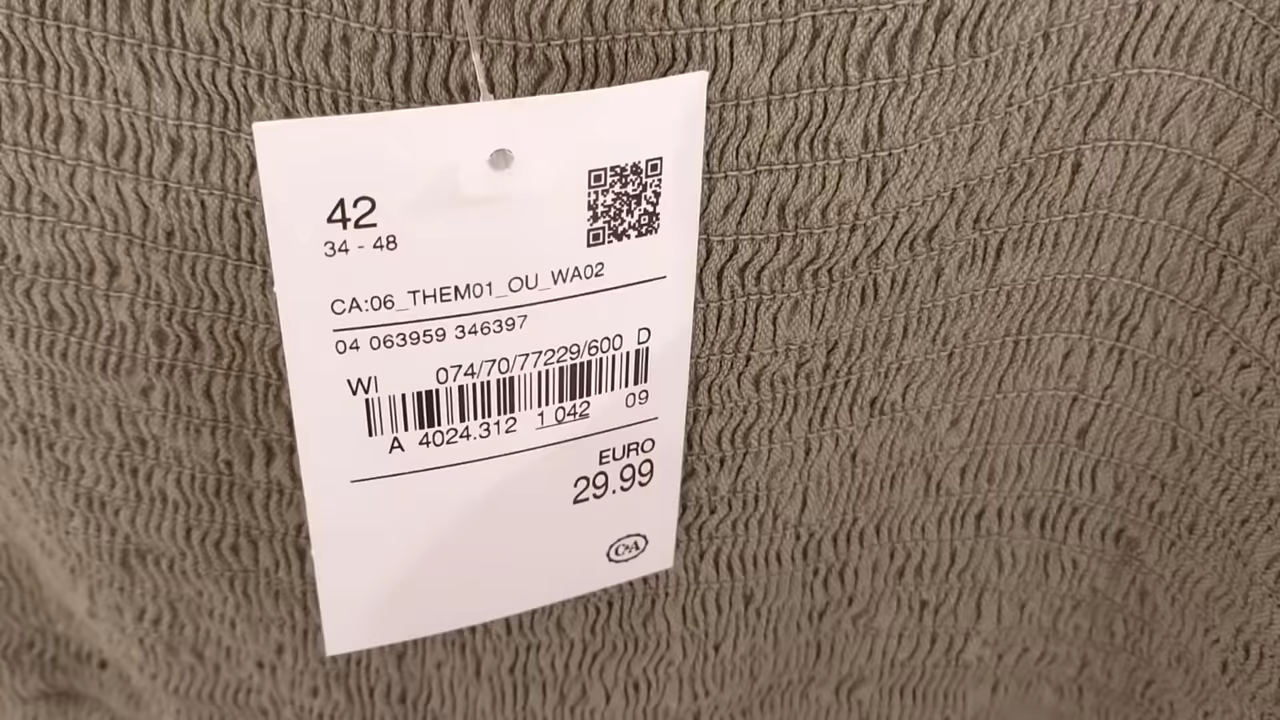 42
34 - 48
CA:06_THEM01_OU_WA02
04 063959 346397
WI 074/70/77229/600 D
A 4024.312 1 042 09
EURO
29.99
C&A